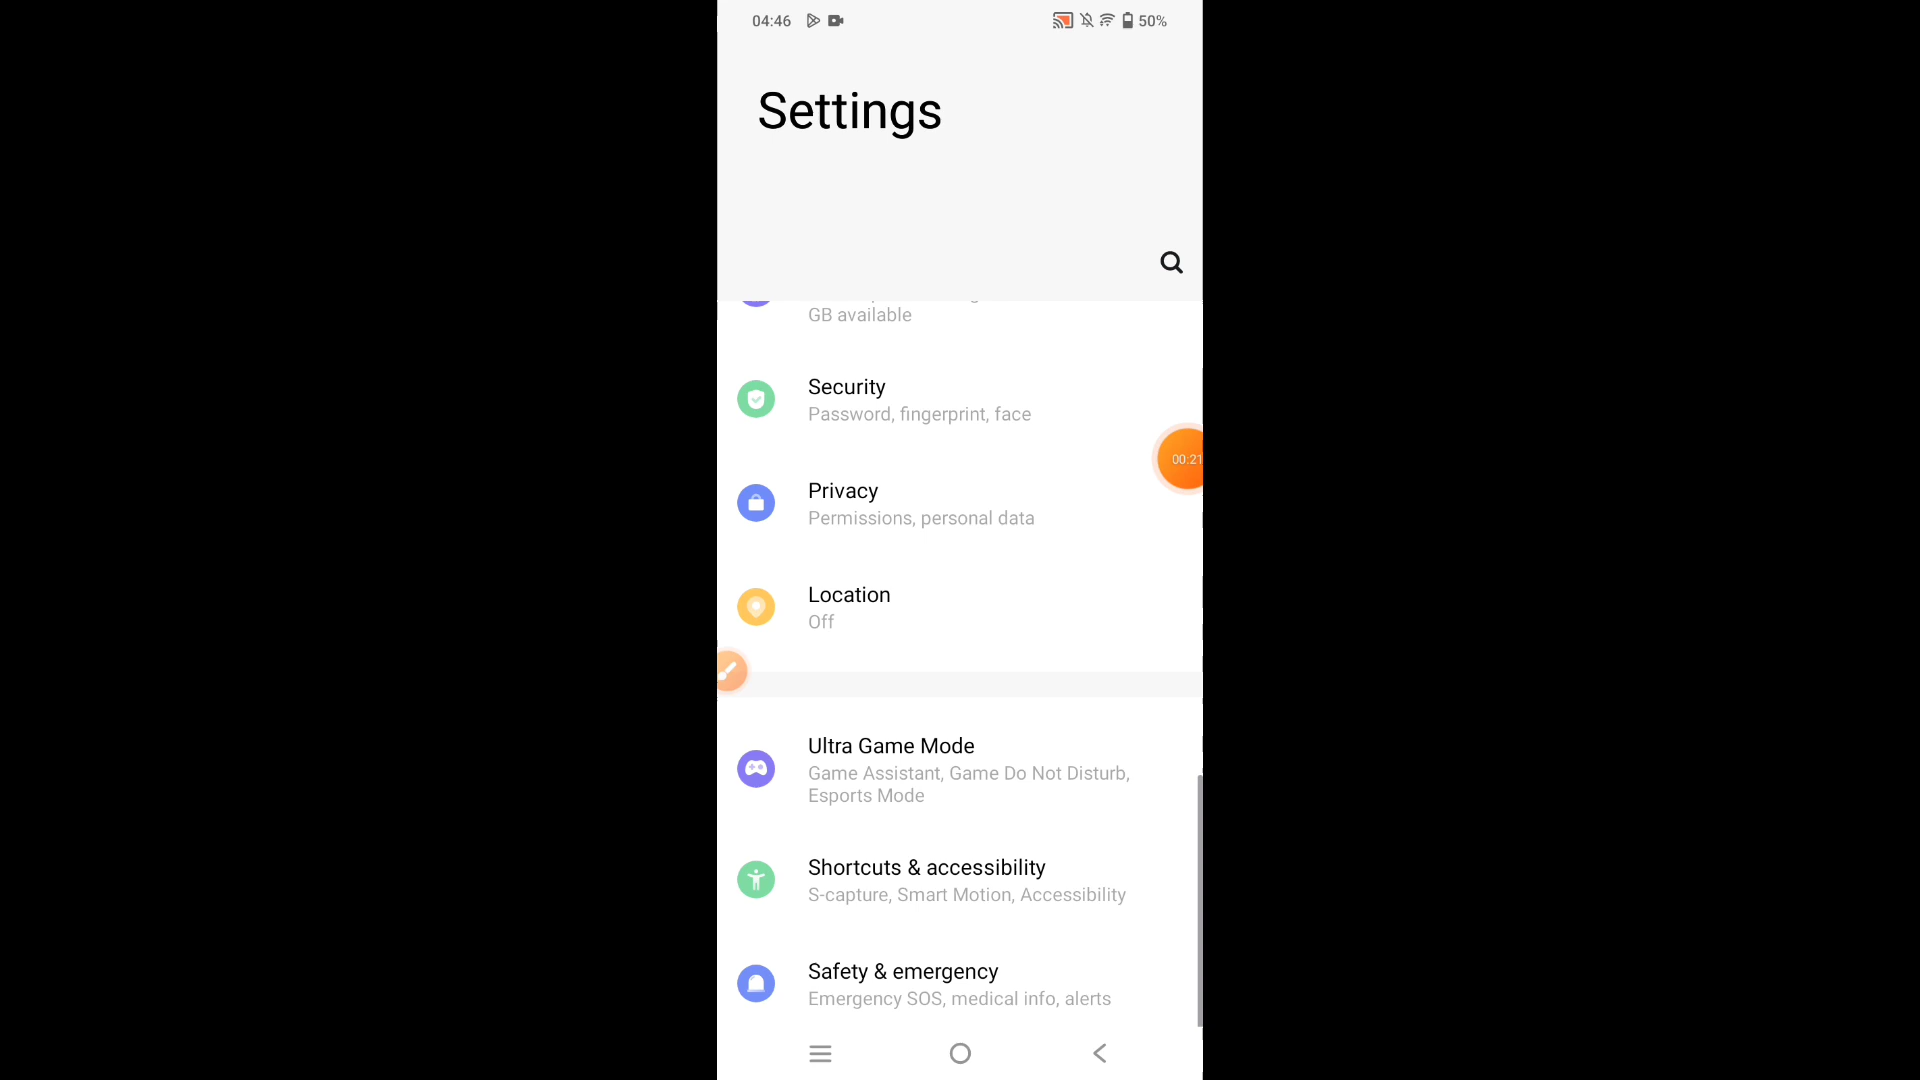 04:46
50%
Settings
GB available
Security
Password, fingerprint, face
00:21
Privacy
Permissions, personal data
Location
Off
Ultra Game Mode
Game Assistant, Game Do Not Disturb,
Esports Mode
Shortcuts & accessibility
S-capture, Smart Motion, Accessibility
Safety & emergency
Emergency SOS, medical info, alerts